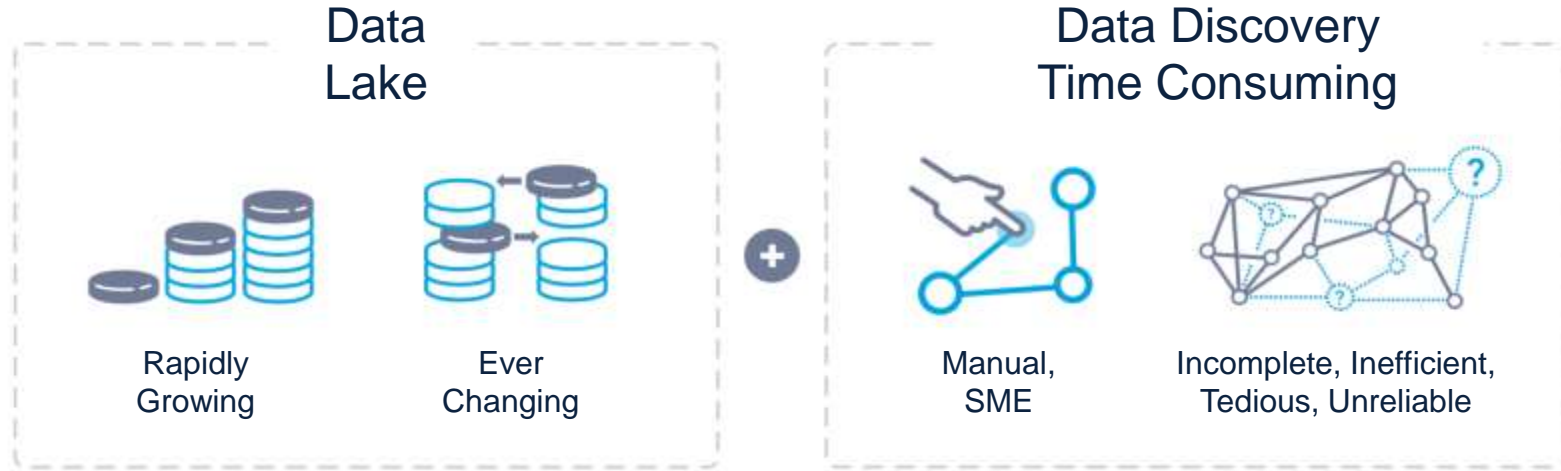 Data
Lake
Data Discovery
Time Consuming
?
?
?
+
Rapidly
Growing
Ever
Changing
Manual,
SME
Incomplete, Inefficient,
Tedious, Unreliable